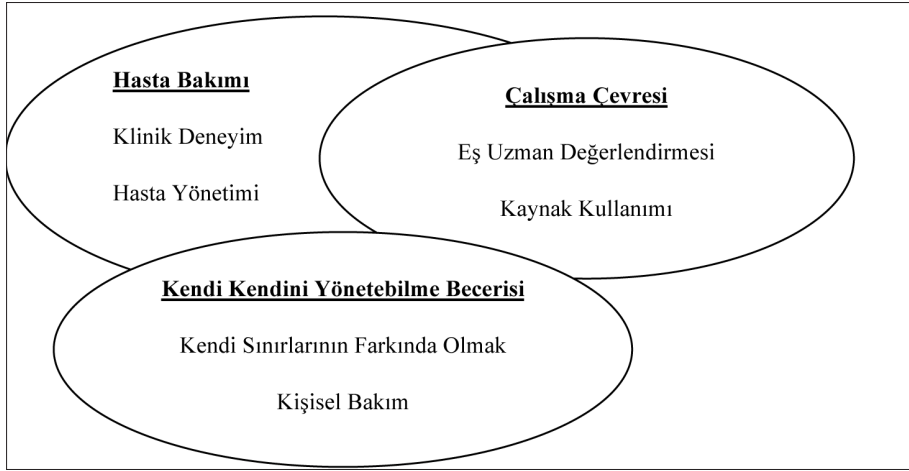 Hasta Bakımı
Klinik Deneyim
Hasta Yönetimi
Çalışma Çevresi
Eş Uzman Değerlendirmesi
Kaynak Kullanımı
Kendi Kendini Yönetebilme Becerisi
Kendi Sınırlarının Farkında Olmak
Kişisel Bakım